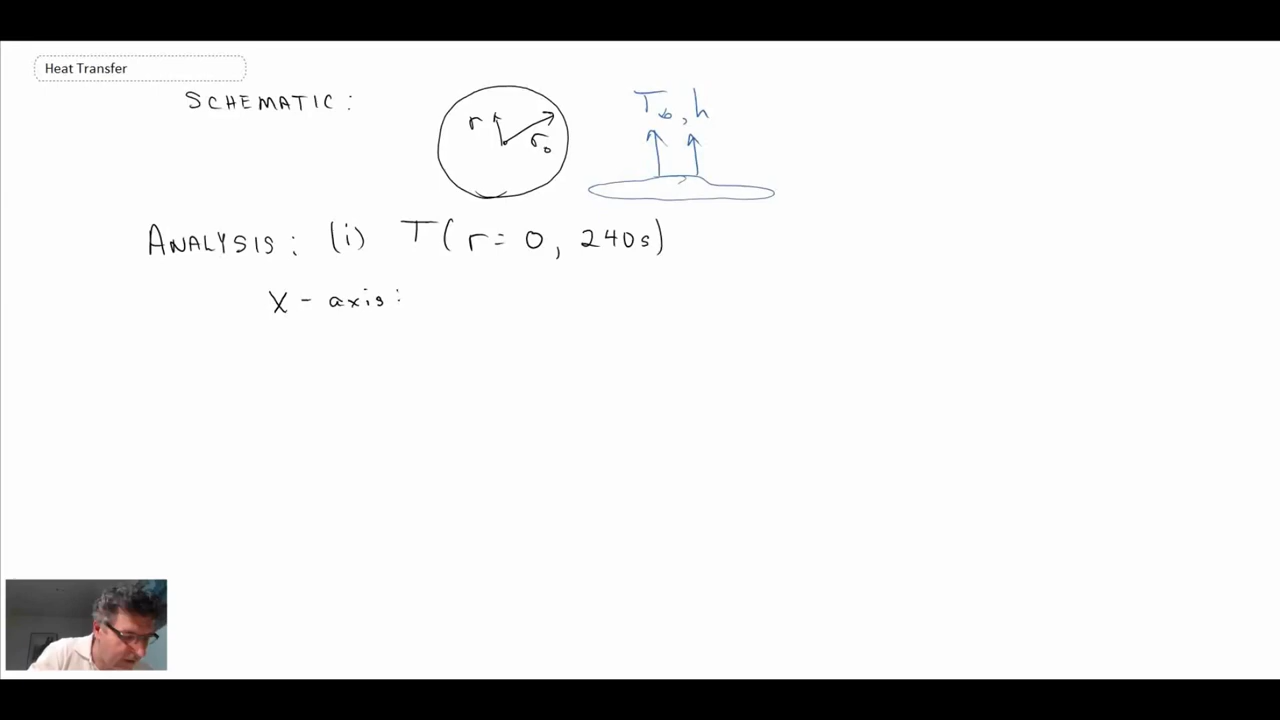 Heat Transfer
SCHEMATIC:
r
r₀
T∞, h
ANALYSIS: (i) T(r = 0, 240s)
X - axis: